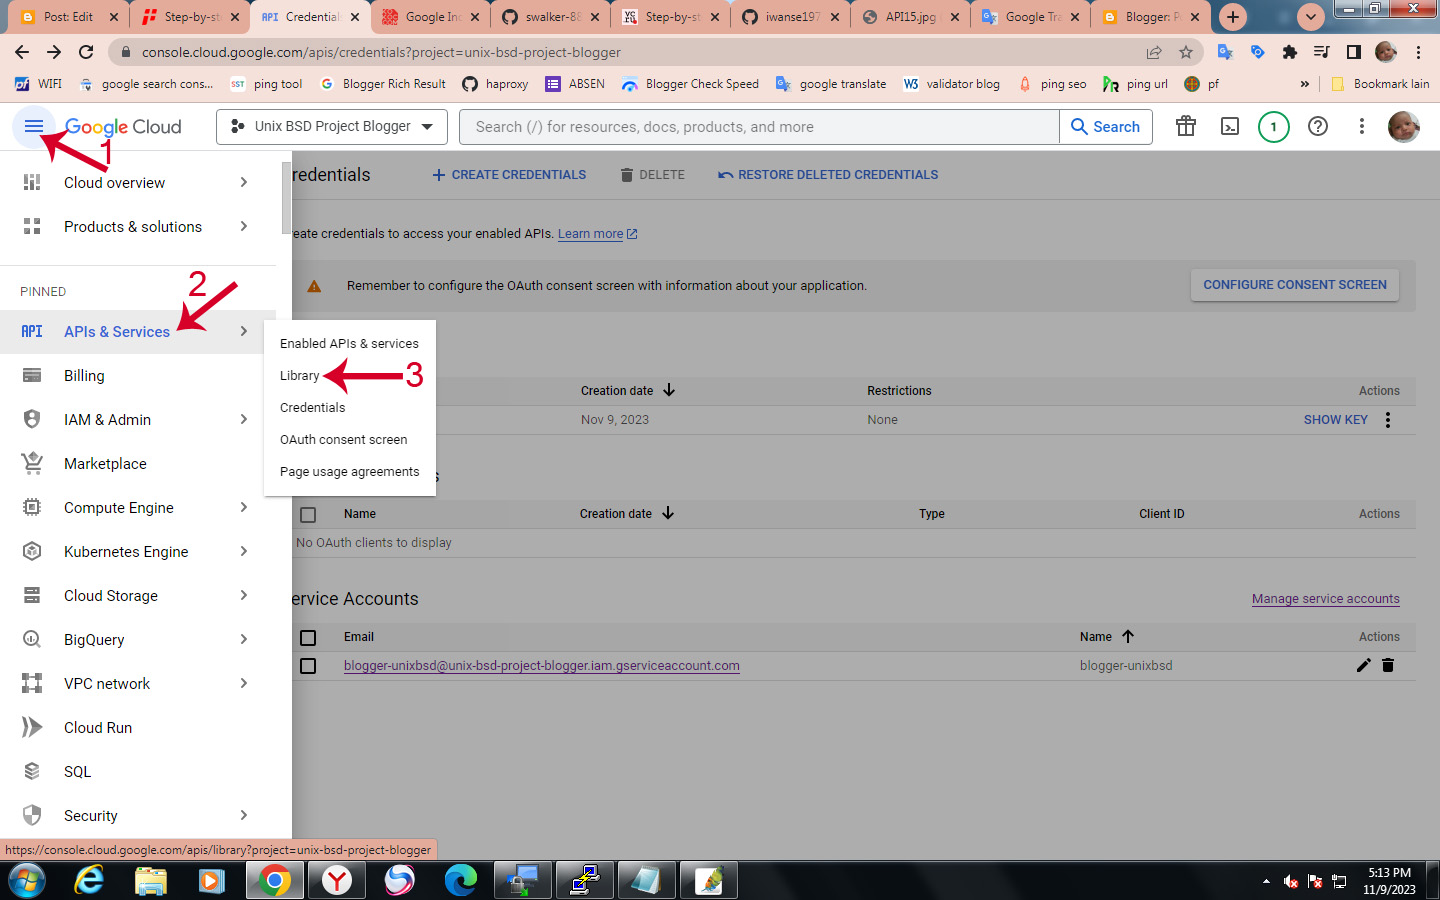 Post: Edit
Step-by-st
Credentials
Google Ind
swalker-88
Step-by-st
iwanse197
API15.jpg
Google Tra
Blogger: P
console.cloud.google.com/apis/credentials?project=unix-bsd-project-blogger
WIFI
google search cons...
ping tool
Blogger Rich Result
haproxy
ABSEN
Blogger Check Speed
google translate
validator blog
ping seo
ping url
pf
»
Bookmark lain
Google Cloud
Unix BSD Project Blogger
Search (/) for resources, docs, products, and more
Search
1
1
Cloud overview
Products & solutions
redentials
CREATE CREDENTIALS
DELETE
RESTORE DELETED CREDENTIALS
reate credentials to access your enabled APIs. Learn more
Remember to configure the OAuth consent screen with information about your application.
CONFIGURE CONSENT SCREEN
PINNED
2
API APIs & Services
Billing
IAM & Admin
Marketplace
Compute Engine
Kubernetes Engine
Cloud Storage
BigQuery
VPC network
Cloud Run
SQL
Security
Enabled APIs & services
Library
3
Credentials
OAuth consent screen
Page usage agreements
Creation date
Restrictions
Actions
Nov 9, 2023
None
SHOW KEY
s
Name
Creation date
Type
Client ID
Actions
No OAuth clients to display
ervice Accounts
Manage service accounts
Email
Name
Actions
blogger-unixbsd@unix-bsd-project-blogger.iam.gserviceaccount.com
blogger-unixbsd
https://console.cloud.google.com/apis/library?project=unix-bsd-project-blogger
5:13 PM
11/9/2023